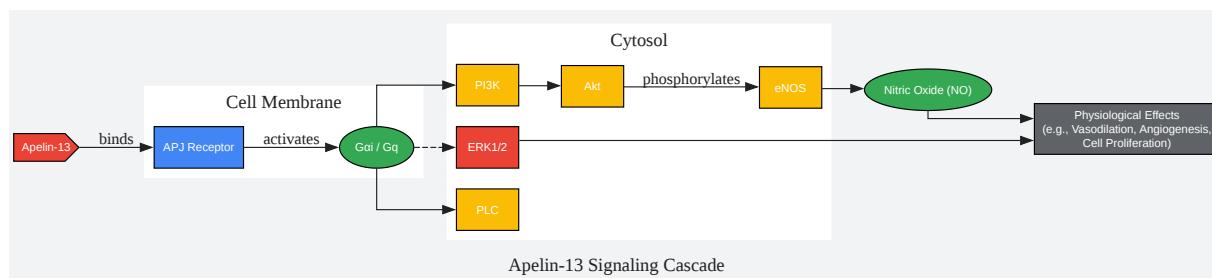 Cytosol
PI3K
Akt
phosphorylates
eNOS
Nitric Oxide (NO)
Cell Membrane
Physiological Effects
(e.g., Vasodilation, Angiogenesis,
Cell Proliferation)
Apelin-13
binds
APJ Receptor
activates
Gαi / Gq
ERK1/2
PLC
Apelin-13 Signaling Cascade